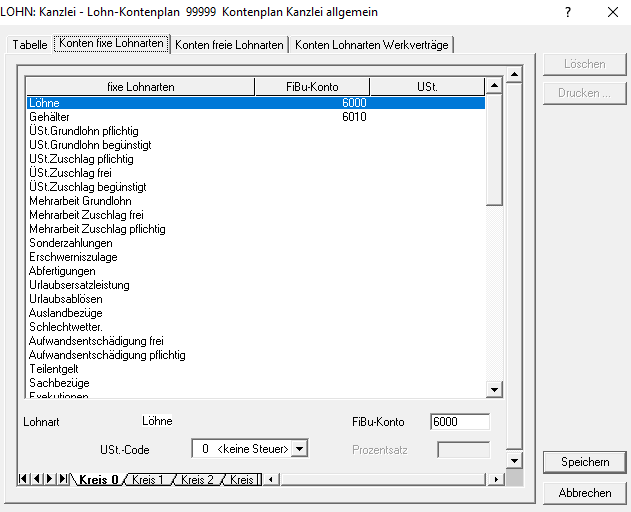 LOHN: Kanzlei - Lohn-Kontenplan 99999 Kontenplan Kanzlei allgemein ?
Tabelle Konten fixe Lohnarten Konten freie Lohnarten Konten Lohnarten Werkverträge
Löschen
Drucken ...
fixe Lohnarten FiBu-Konto USt.
Löhne 6000
Gehälter 6010
ÜSt.Grundlohn pflichtig
USt.Grundlohn begünstigt
USt.Zuschlag pflichtig
ÜSt.Zuschlag frei
ÜSt.Zuschlag begünstigt
Mehrarbeit Grundlohn
Mehrarbeit Zuschlag frei
Mehrarbeit Zuschlag pflichtig
Sonderzahlungen
Erschwerniszulage
Abfertigungen
Urlaubsersatzleistung
Urlaubsablösen
Auslandbezüge
Schlechtwetter.
Aufwandsentschädigung frei
Aufwandsentschädigung pflichtig
Teilentgelt
Sachbezüge
Exekutionen
Lohnart Löhne FiBu-Konto 6000
USt.-Code 0 <keine Steuer> Prozentsatz
Kreis 0 Kreis 1 Kreis 2 Kreis
Speichern
Abbrechen